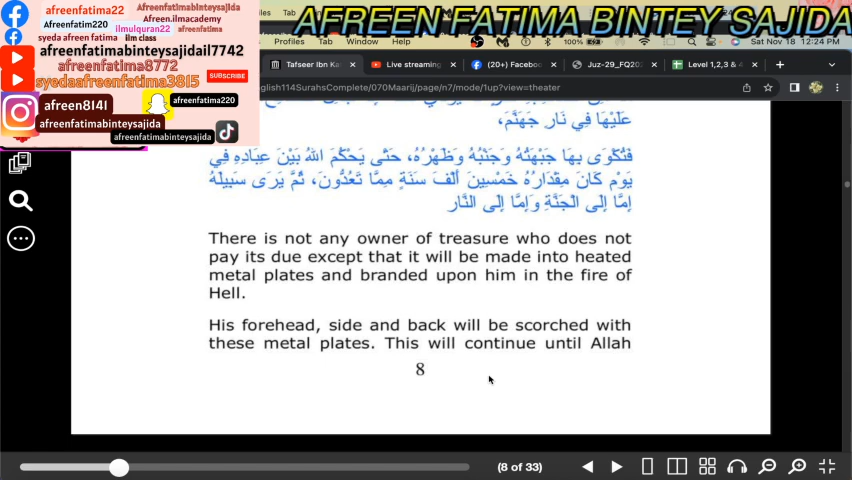 AFREEN FATIMA BINTEY SAJIDA
afreenfatima22
Afreenfatimabinteysajida
Afreen.ilmacademy
Afreenfatim220
ilmulquran22
afreenfatima
syeda afreen fatima
ilm class
afreenfatimabinteysajidail7742
afreenfatima8772
syedaafreenfatima3815
SUBSCRIBE
afreen8141
afreenfatima220
afreenfatimabinteysajida
afreenfatimabinteysajida
Profiles Tab Window Help
100%
Sat Nov 18 12:24 PM
Tafseer Ibn Ka
Live streaming
(20+) Faceboo
Juz-29_FQ202
Level 1,2,3 & 4
glish114SurahsComplete/070Maarij/page/n7/mode/1up?view=theater
عَلَيْهَا فِي نَارِ جَهَنَّمَ،
فَتُكْوَى بِهَا جَبْهَتُهُ وَجَنْبُهُ وَظَهْرُهُ، حَتْى يَحْكُمَ اللهُ بَيْنَ عِبَادِهِ فِي
يَوْمٍ كَانَ مِقْدَارُهُ خَمْسِينَ أَلْفَ سَنَةٍ مِمَّا تَعُدُّونَ، ثُمَّ يَرَى سَبِيلَهُ
إِمَّا إِلَى الْجَنَّةِ وَإِمَّا إِلَى النَّار
There is not any owner of treasure who does not
pay its due except that it will be made into heated
metal plates and branded upon him in the fire of
Hell.
His forehead, side and back will be scorched with
these metal plates. This will continue until Allah
8
(8 of 33)